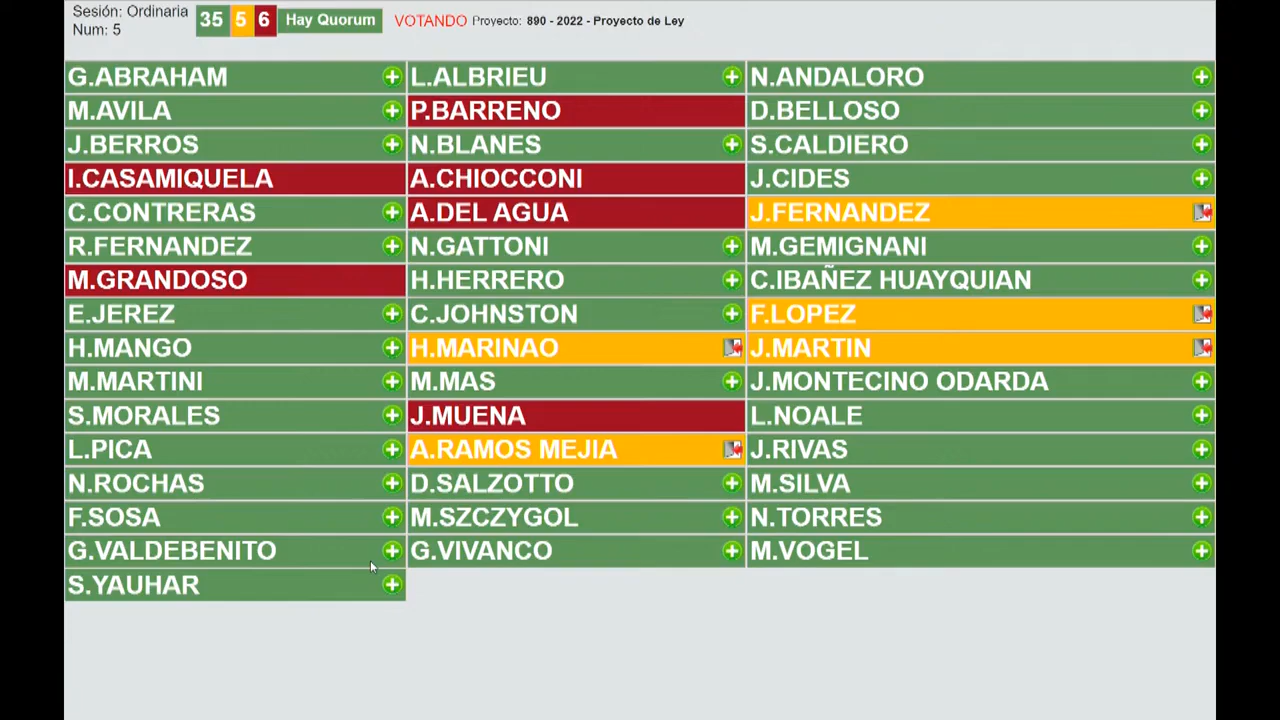 Sesión: Ordinaria
Num: 5
35 5 6 Hay Quorum
VOTANDO Proyecto: 890 - 2022 - Proyecto de Ley
G.ABRAHAM L.ALBRIEU N.ANDALORO
M.AVILA P.BARRENO D.BELLOSO
J.BERROS N.BLANES S.CALDIERO
I.CASAMIQUELA A.CHIOCCONI J.CIDES
C.CONTRERAS A.DEL AGUA J.FERNANDEZ
R.FERNANDEZ N.GATTONI M.GEMIGNANI
M.GRANDOSO H.HERRERO C.IBAÑEZ HUAYQUIAN
E.JEREZ C.JOHNSTON F.LOPEZ
H.MANGO H.MARINAO J.MARTIN
M.MARTINI M.MAS J.MONTECINO ODARDA
S.MORALES J.MUENA L.NOALE
L.PICA A.RAMOS MEJIA J.RIVAS
N.ROCHAS D.SALZOTTO M.SILVA
F.SOSA M.SZCZYGOL N.TORRES
G.VALDEBENITO G.VIVANCO M.VOGEL
S.YAUHAR